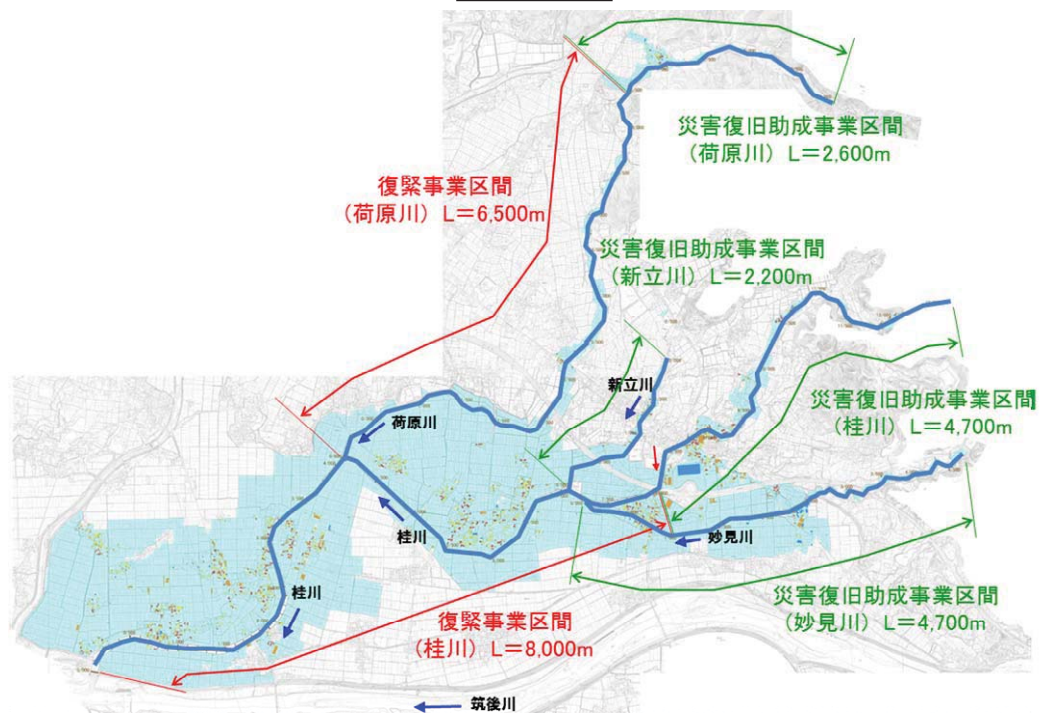 災害復旧助成事業区間
(荷原川) L=2,600m
復緊事業区間
(荷原川) L=6,500m
災害復旧助成事業区間
(新立川) L=2,200m
新立川
災害復旧助成事業区間
(桂川) L=4,700m
荷原川
桂川
妙見川
桂川
災害復旧助成事業区間
(妙見川) L=4,700m
復緊事業区間
(桂川) L=8,000m
筑後川